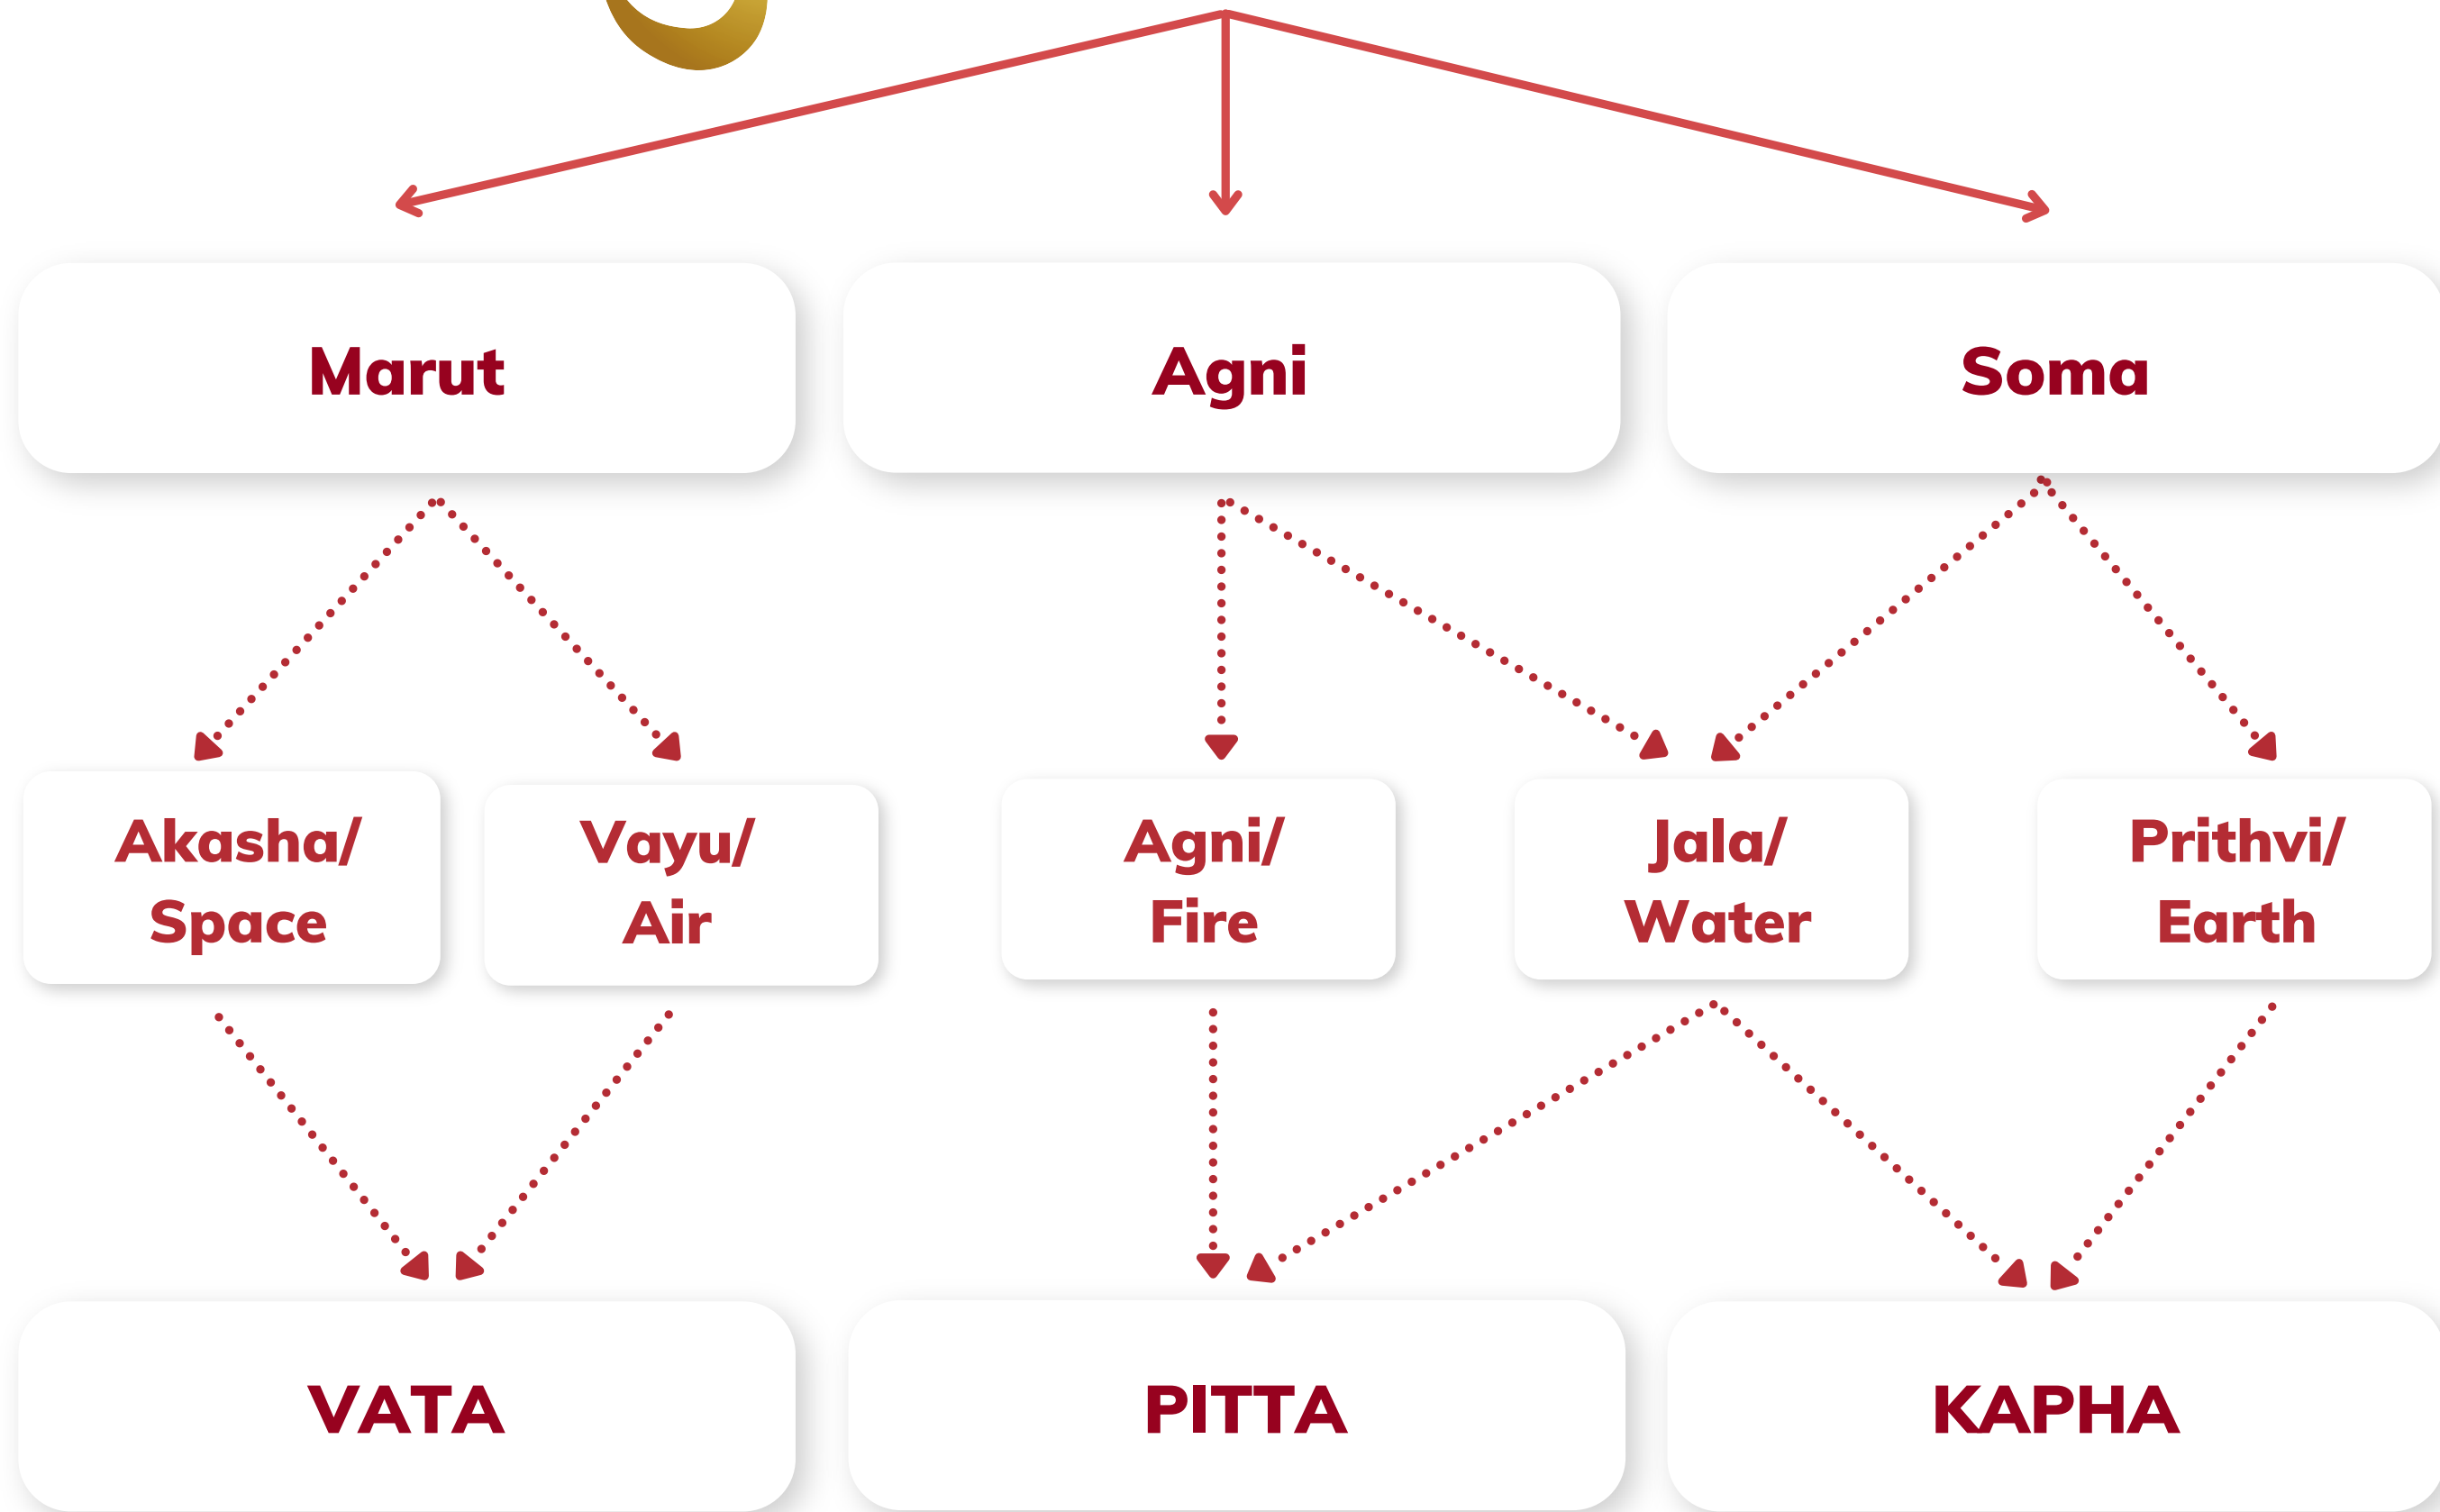 Marut
Agni
Soma
Akasha/
Space
Vayu/
Air
Agni/
Fire
Jala/
Water
Prithvi/
Earth
VATA
PITTA
KAPHA